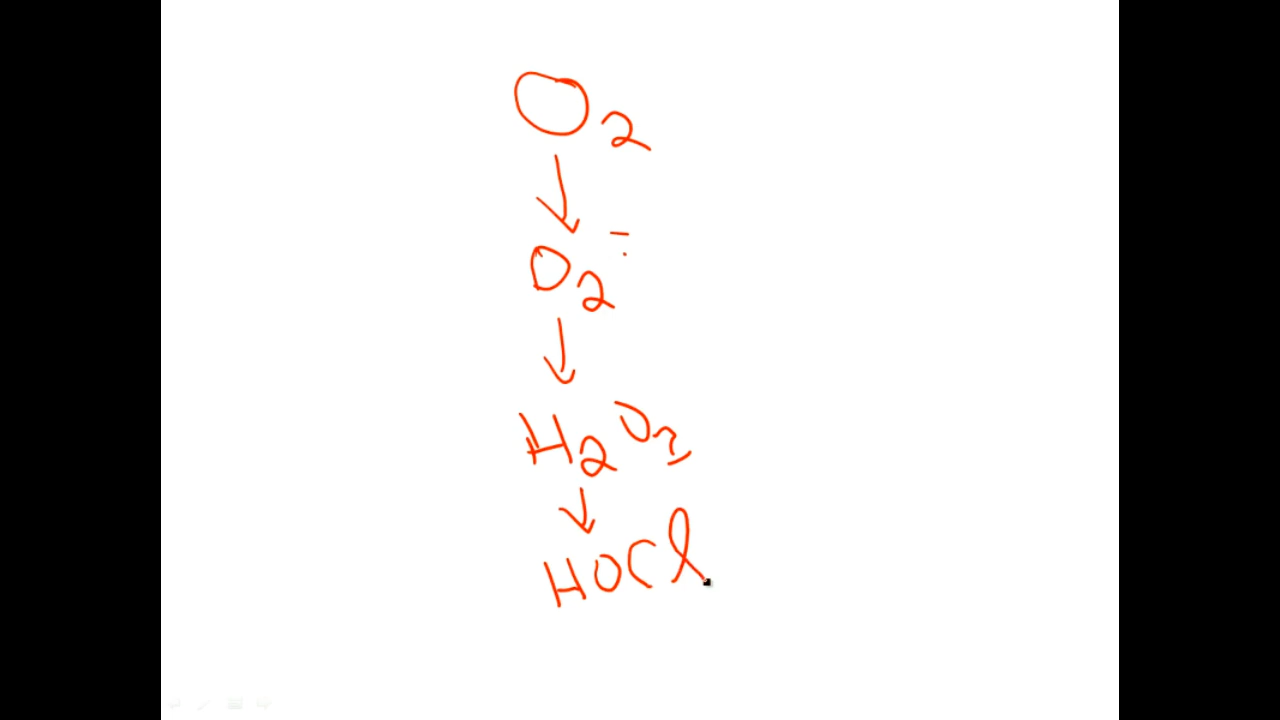 O₂
↓
O₂⁻̣
↓
H₂O₂
↓
HOCl